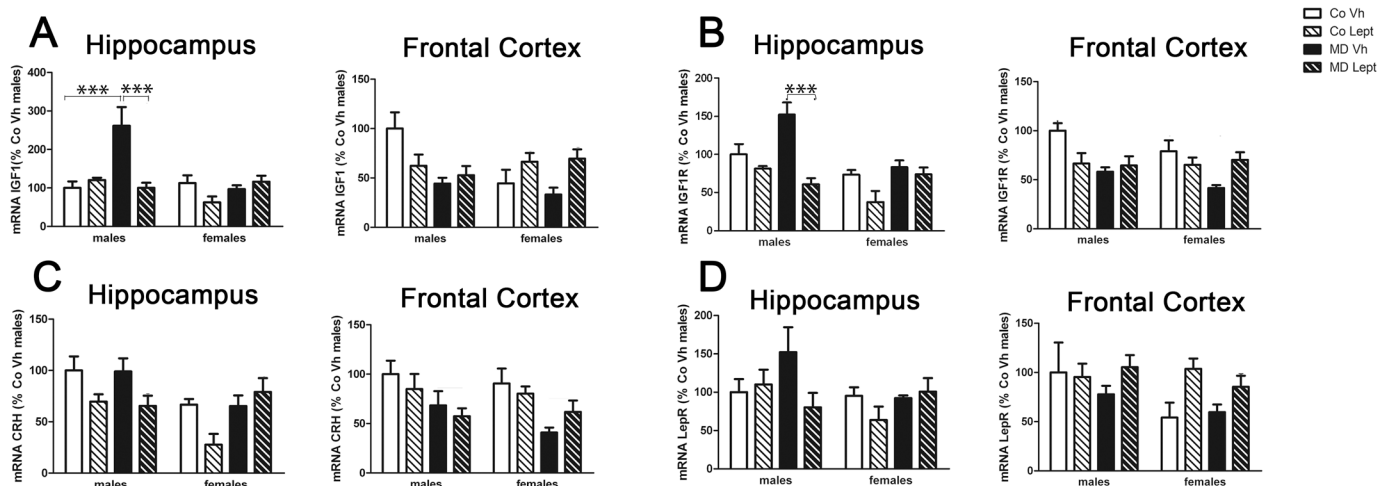 A
Hippocampus
mRNA IGF1(% Co Vh males)
400
300
200
100
0
***
***
males
females
Frontal Cortex
mRNA IGF1 (% Co Vh males)
150
100
50
0
males
females
B
Hippocampus
mRNA IGF1R (% Co Vh males)
200
150
100
50
0
***
males
females
Frontal Cortex
mRNA IGF1R (% Co Vh males)
150
100
50
0
males
females
Co Vh
Co Lept
MD Vh
MD Lept
C
Hippocampus
mRNA CRH (% Co Vh males)
150
100
50
0
males
females
Frontal Cortex
mRNA CRH (% Co Vh males)
150
100
50
0
males
females
D
Hippocampus
mRNA LepR (% Co Vh males)
200
150
100
50
0
males
females
Frontal Cortex
mRNA LepR (% Co Vh males)
150
100
50
0
males
females